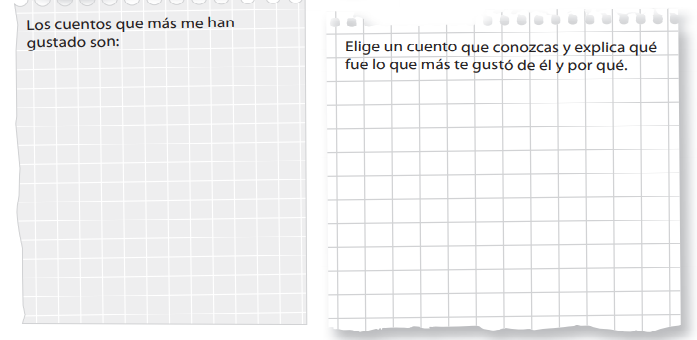 Los cuentos que más me han
gustado son:
Elige un cuento que conozcas y explica qué
fue lo que más te gustó de él y por qué.